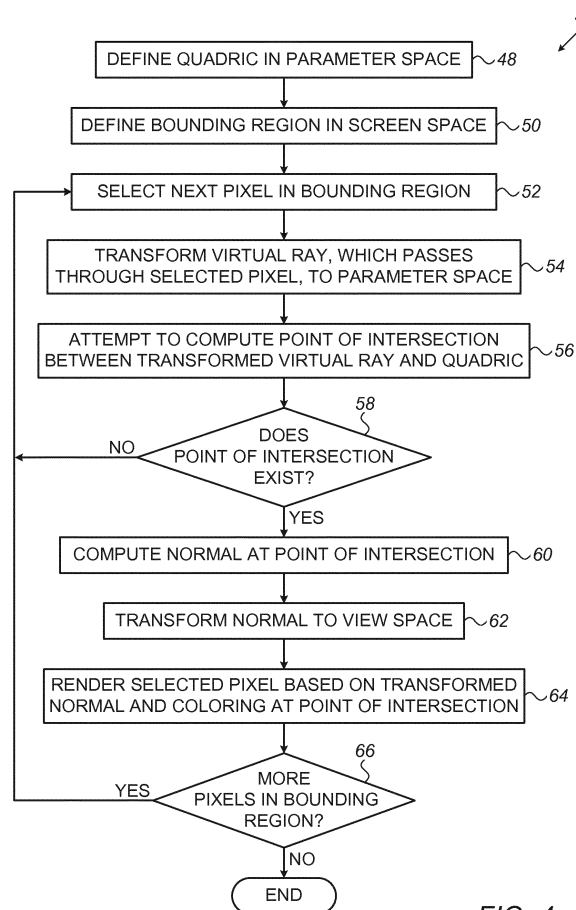 DEFINE QUADRIC IN PARAMETER SPACE 48
DEFINE BOUNDING REGION IN SCREEN SPACE 50
SELECT NEXT PIXEL IN BOUNDING REGION 52
TRANSFORM VIRTUAL RAY, WHICH PASSES
THROUGH SELECTED PIXEL, TO PARAMETER SPACE 54
ATTEMPT TO COMPUTE POINT OF INTERSECTION
BETWEEN TRANSFORMED VIRTUAL RAY AND QUADRIC 56
58
DOES
POINT OF INTERSECTION
EXIST?
NO
YES
COMPUTE NORMAL AT POINT OF INTERSECTION 60
TRANSFORM NORMAL TO VIEW SPACE 62
RENDER SELECTED PIXEL BASED ON TRANSFORMED
NORMAL AND COLORING AT POINT OF INTERSECTION 64
66
MORE
PIXELS IN BOUNDING
REGION?
YES
NO
END